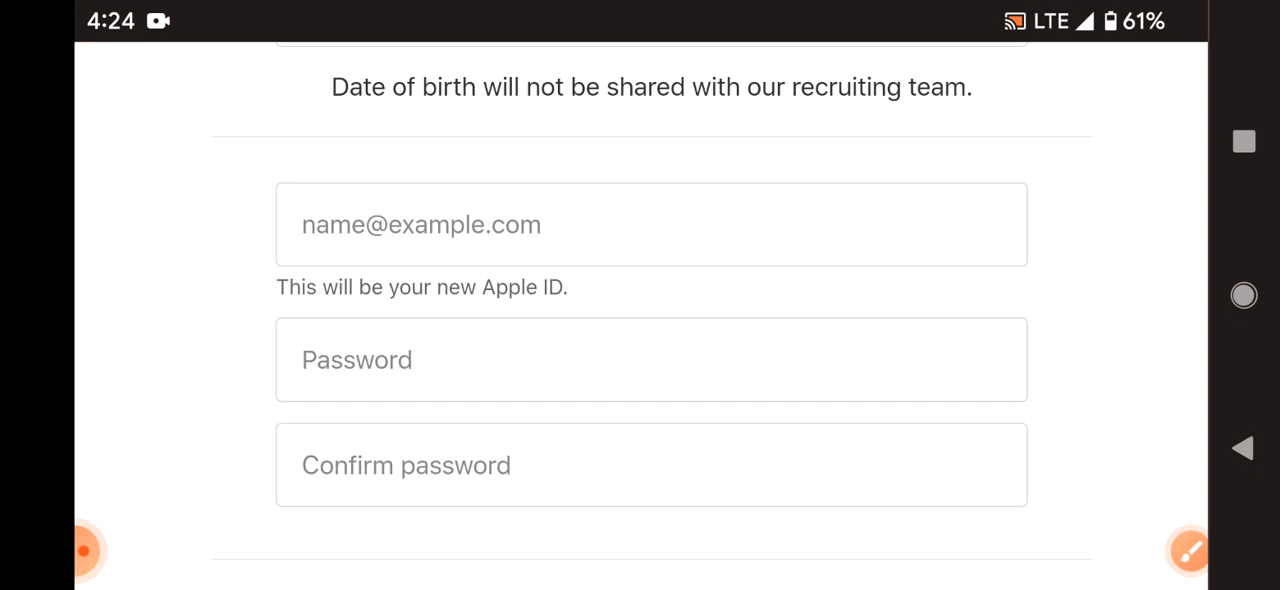 4:24 LTE 61%
Date of birth will not be shared with our recruiting team.
name@example.com
This will be your new Apple ID.
Password
Confirm password